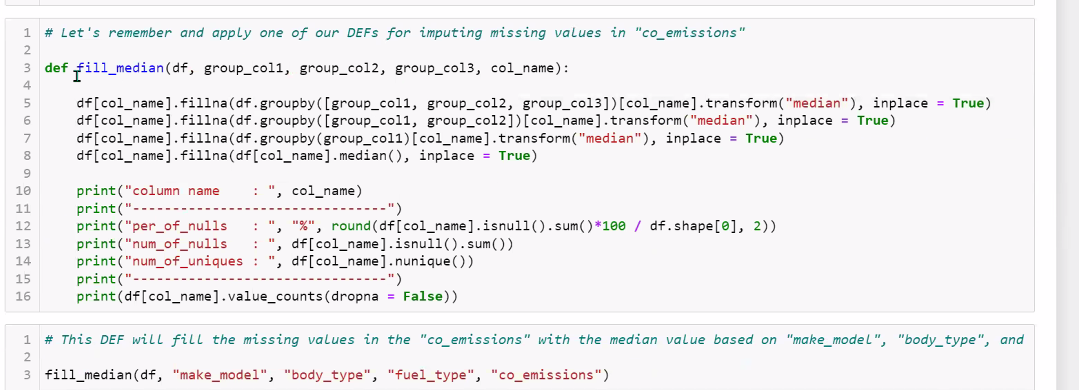 1 # Let's remember and apply one of our DEFs for imputing missing values in "co_emissions"
2
3 def fill_median(df, group_col1, group_col2, group_col3, col_name):
4
5 df[col_name].fillna(df.groupby([group_col1, group_col2, group_col3])[col_name].transform("median"), inplace = True)
6 df[col_name].fillna(df.groupby([group_col1, group_col2])[col_name].transform("median"), inplace = True)
7 df[col_name].fillna(df.groupby(group_col1)[col_name].transform("median"), inplace = True)
8 df[col_name].fillna(df[col_name].median(), inplace = True)
9
10 print("column name    : ", col_name)
11 print("--------------------------------")
12 print("per_of_nulls   : ", "%", round(df[col_name].isnull().sum()*100 / df.shape[0], 2))
13 print("num_of_nulls   : ", df[col_name].isnull().sum())
14 print("num_of_uniques : ", df[col_name].nunique())
15 print("--------------------------------")
16 print(df[col_name].value_counts(dropna = False))
1 # This DEF will fill the missing values in the "co_emissions" with the median value based on "make_model", "body_type", and
2
3 fill_median(df, "make_model", "body_type", "fuel_type", "co_emissions")